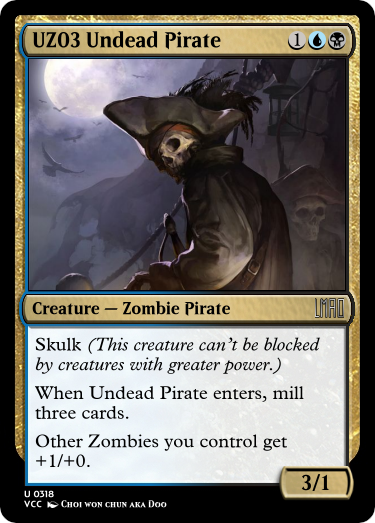 UZ03 Undead Pirate 1
Creature — Zombie Pirate LMAO
Skulk (This creature can't be blocked
by creatures with greater power.)
When Undead Pirate enters, mill
three cards.
Other Zombies you control get
+1/+0.
3/1
U 0318
VCC Choi won chun aka Doo